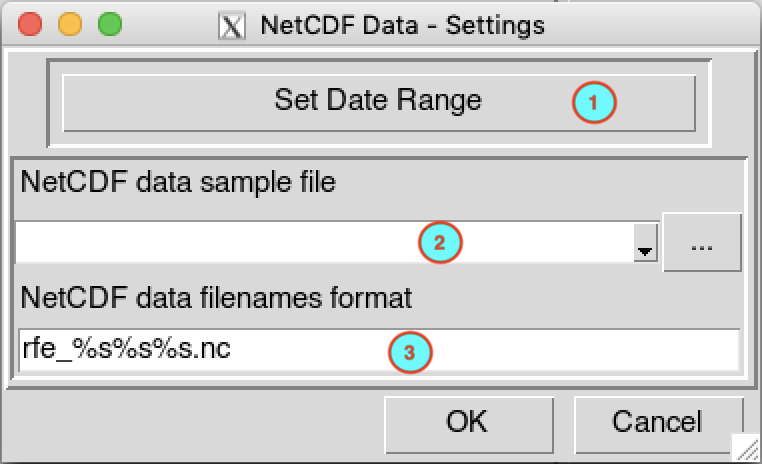 NetCDF Data - Settings
Set Date Range 1
NetCDF data sample file
2 ...
NetCDF data filenames format
rfe_%s%s%s.nc 3
OK Cancel